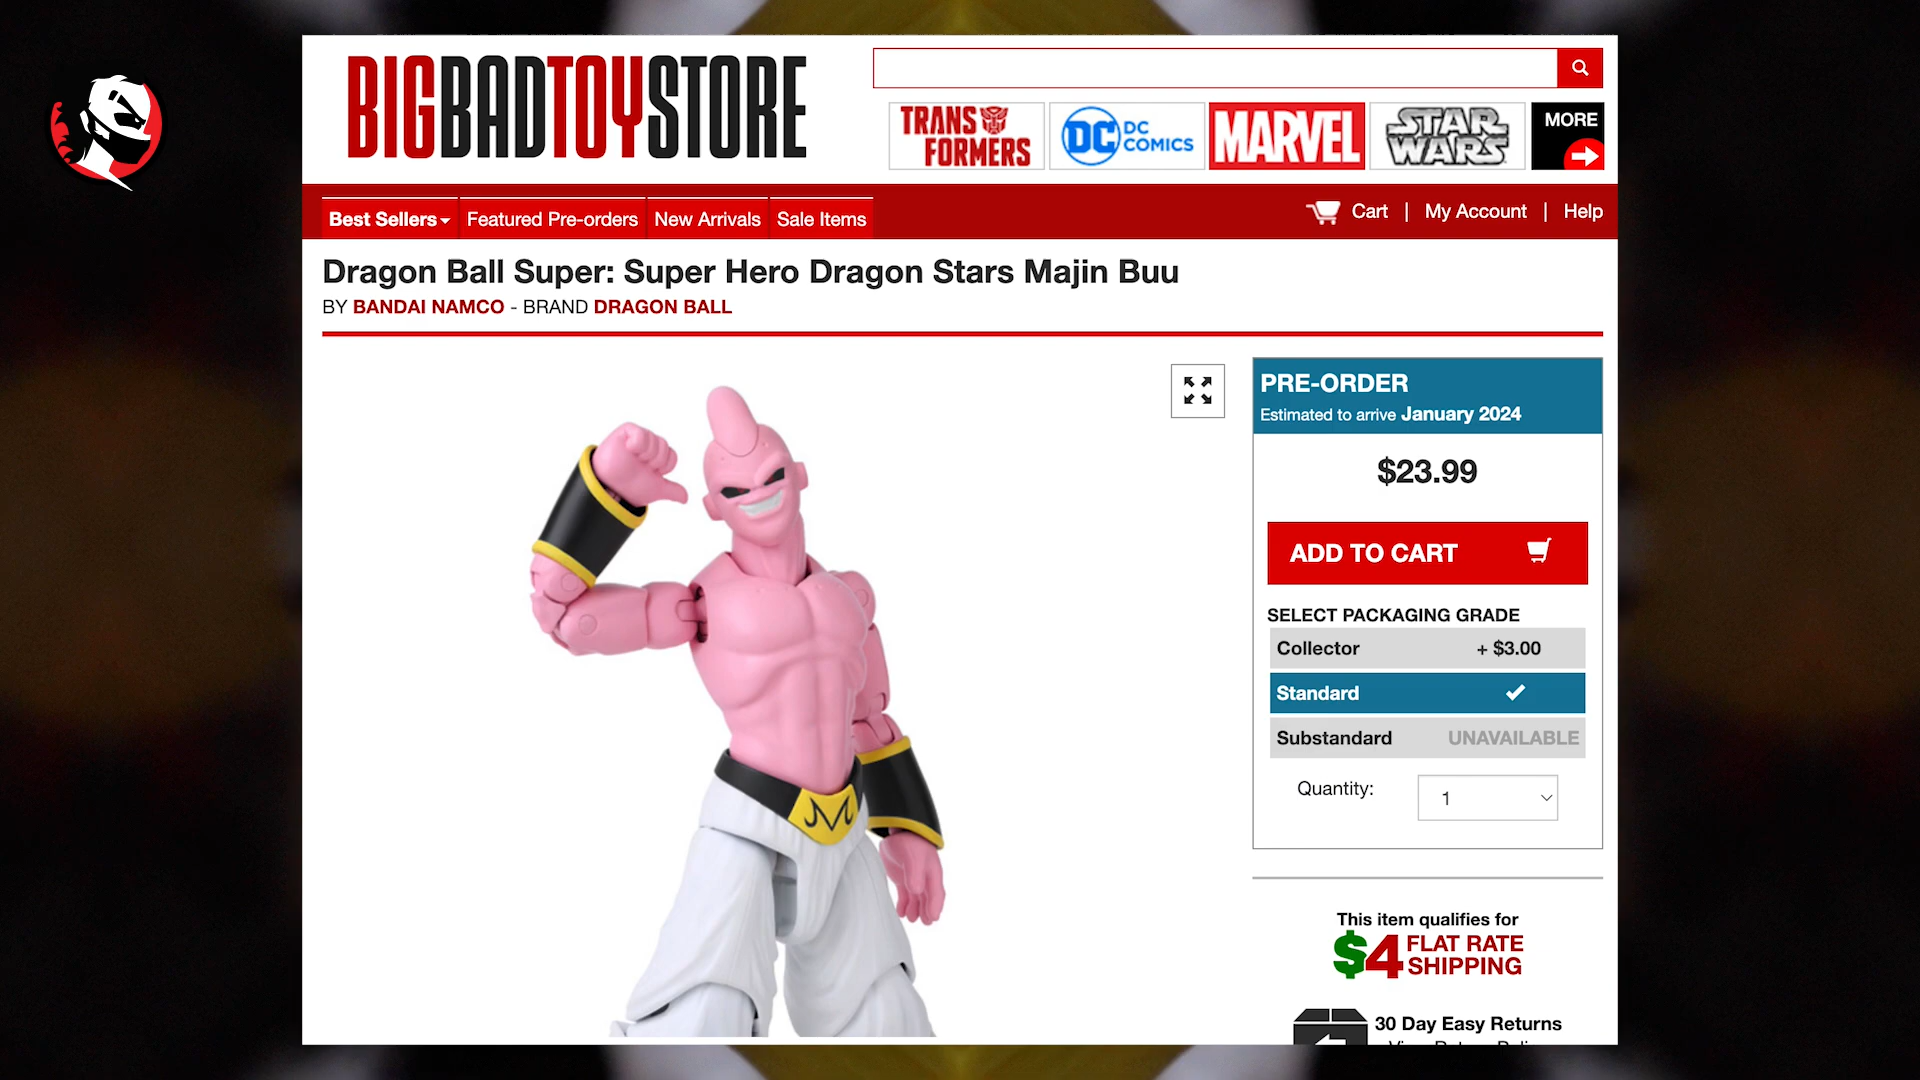 BIGBADTOYSTORE
TRANSFORMERS
DC
DC COMICS
MARVEL
STAR WARS
MORE
Best Sellers
Featured Pre-orders
New Arrivals
Sale Items
Cart | My Account | Help
Dragon Ball Super: Super Hero Dragon Stars Majin Buu
BY BANDAI NAMCO - BRAND DRAGON BALL
PRE-ORDER
Estimated to arrive January 2024
$23.99
ADD TO CART
SELECT PACKAGING GRADE
Collector + $3.00
Standard
Substandard UNAVAILABLE
Quantity: 1
M
This item qualifies for
$4 FLAT RATE
SHIPPING
30 Day Easy Returns